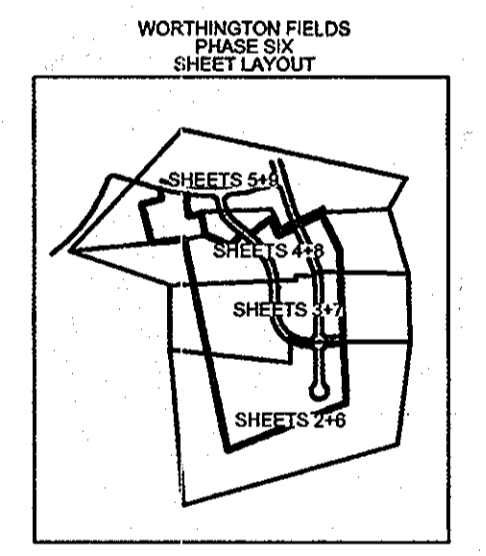 WORTHINGTON FIELDS
PHASE SIX
SHEET LAYOUT
SHEETS 5+9
SHEETS 4+8
SHEETS 3+7
SHEETS 2+6